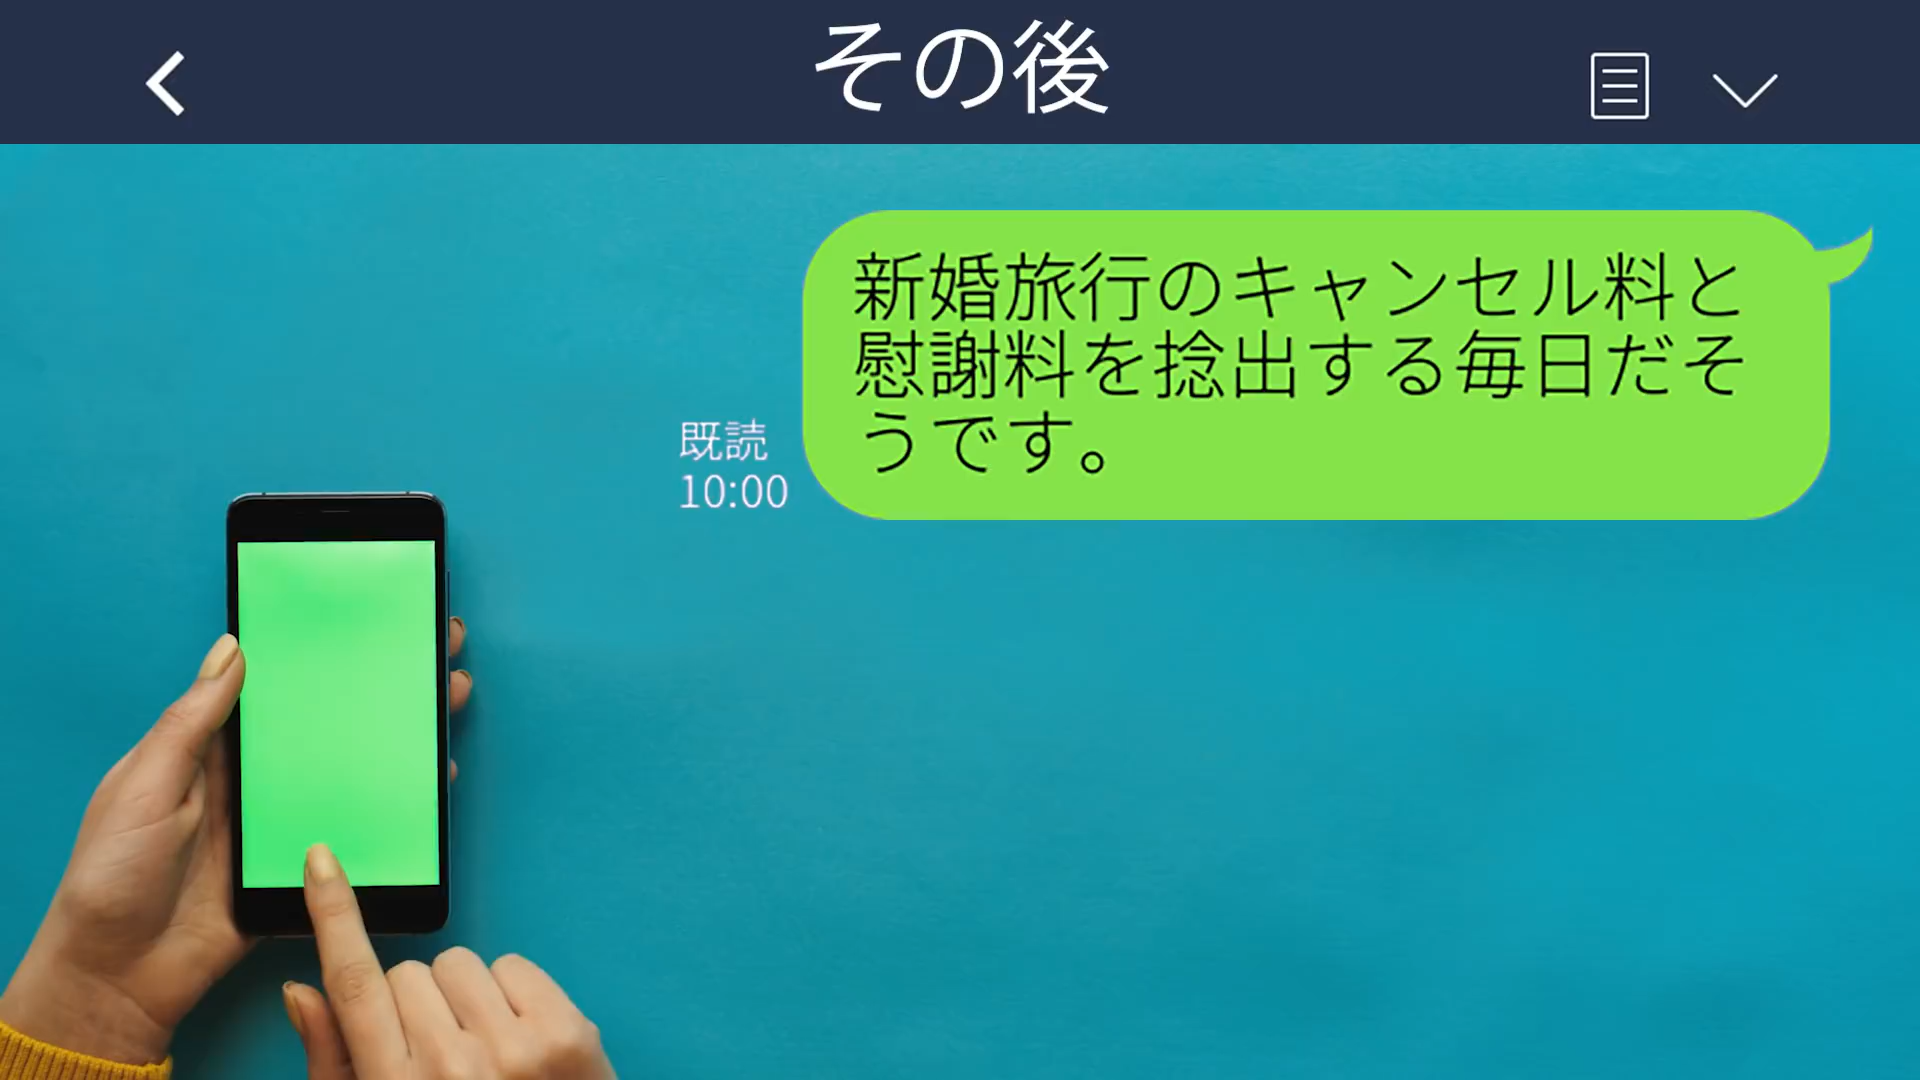 その後
新婚旅行のキャンセル料と
慰謝料を捻出する毎日だそ
うです。
既読
10:00